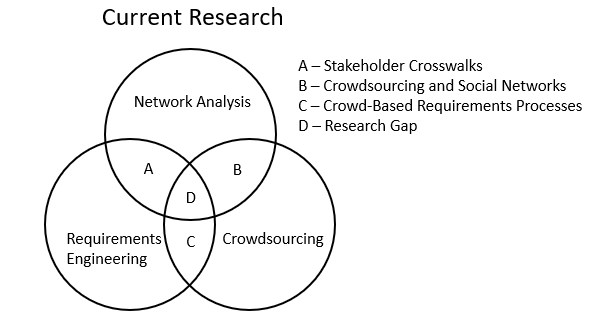 Current Research
Network Analysis
A – Stakeholder Crosswalks
B – Crowdsourcing and Social Networks
C – Crowd-Based Requirements Processes
D – Research Gap
A
B
D
Requirements
Engineering
C
Crowdsourcing